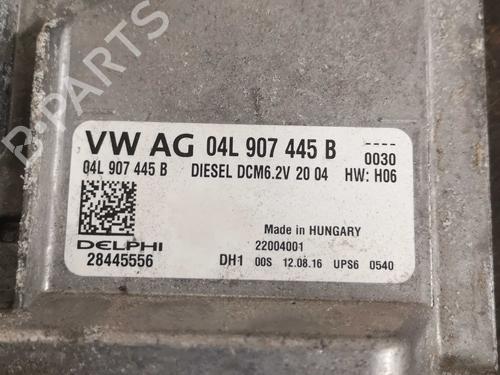 B-PARTS
VW AG 04L 907 445 B ----
0030
04L 907 445 B DIESEL DCM6.2V 20 04 HW: H06
Made in HUNGARY
DELPHI 22004001
28445556 DH1 00S 12.08.16 UPS6 0540